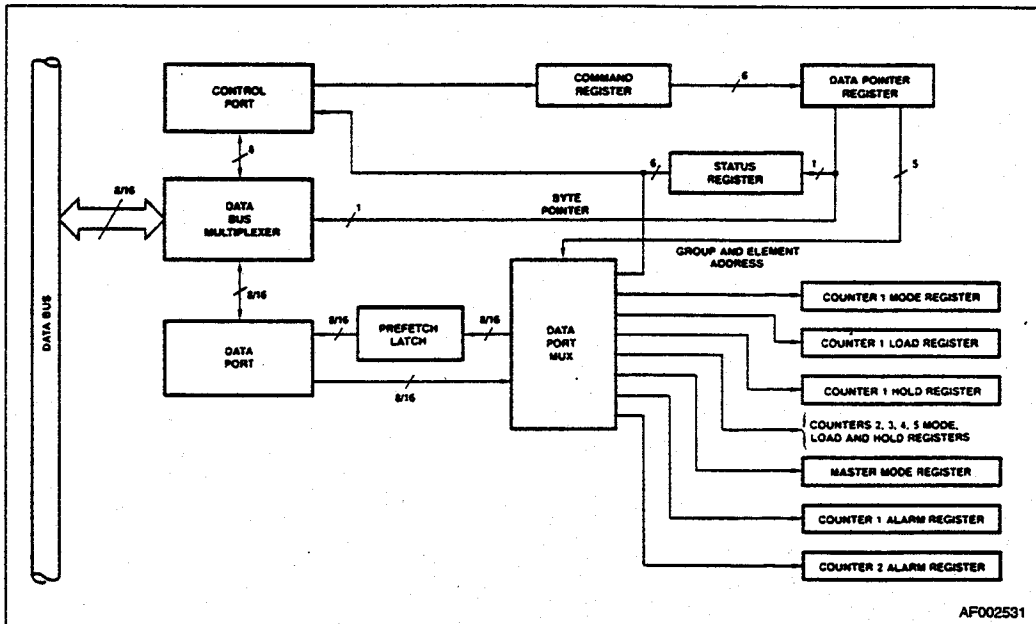 CONTROL
PORT
COMMAND
REGISTER
6
DATA POINTER
REGISTER
8
6
STATUS
REGISTER
1
5
8/16
DATA
BUS
MULTIPLEXER
BYTE
POINTER
1
GROUP AND ELEMENT
ADDRESS
8/16
DATA BUS
DATA
PORT
8/16
PREFETCH
LATCH
8/16
8/16
DATA
PORT
MUX
COUNTER 1 MODE REGISTER
COUNTER 1 LOAD REGISTER
COUNTER 1 HOLD REGISTER
COUNTERS 2, 3, 4, 5 MODE,
LOAD AND HOLD REGISTERS
MASTER MODE REGISTER
COUNTER 1 ALARM REGISTER
COUNTER 2 ALARM REGISTER
AF002531